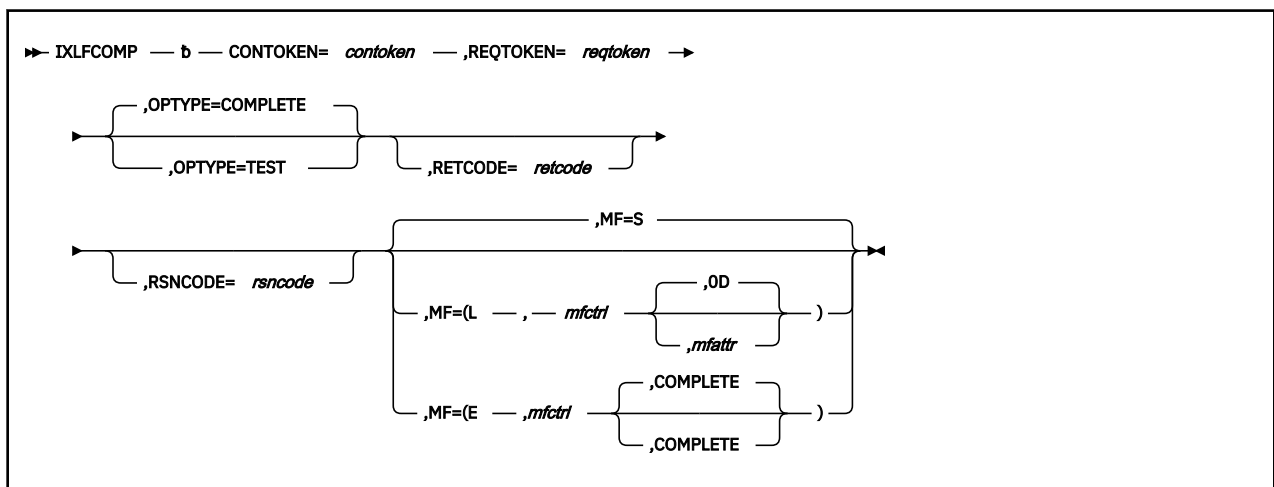 IXLFCOMP ƀ CONTOKEN= contoken ,REQTOKEN= reqtoken
,OPTYPE=COMPLETE
,OPTYPE=TEST ,RETCODE= retcode
,MF=S
,RSNCODE= rsncode
,0D
,MF=(L , mfctrl )
,mfattr
,COMPLETE
,MF=(E ,mfctrl )
,COMPLETE